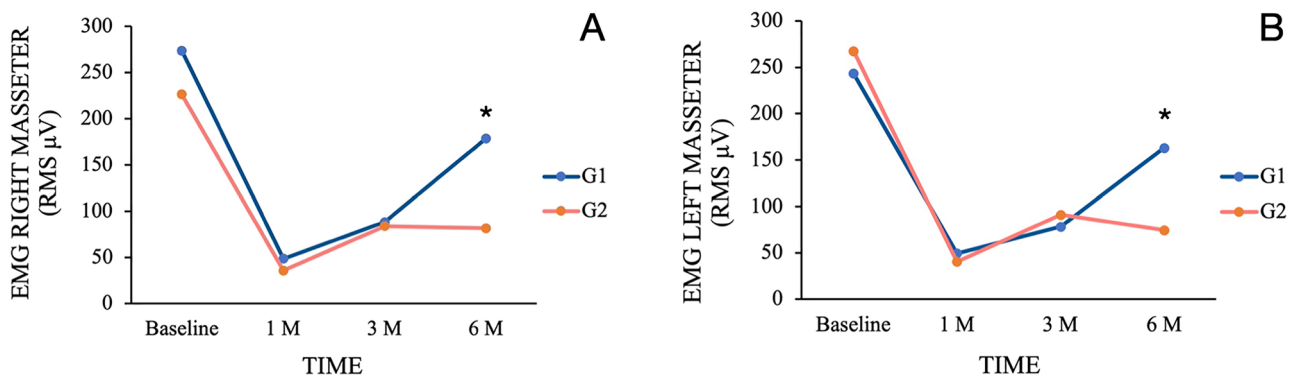 A
EMG RIGHT MASSETER
(RMS µV)
300
250
200
150
100
50
0
*
G1
G2
Baseline
1 M
3 M
6 M
TIME
B
EMG LEFT MASSETER
(RMS µV)
300
250
200
150
100
50
0
*
G1
G2
Baseline
1 M
3 M
6 M
TIME